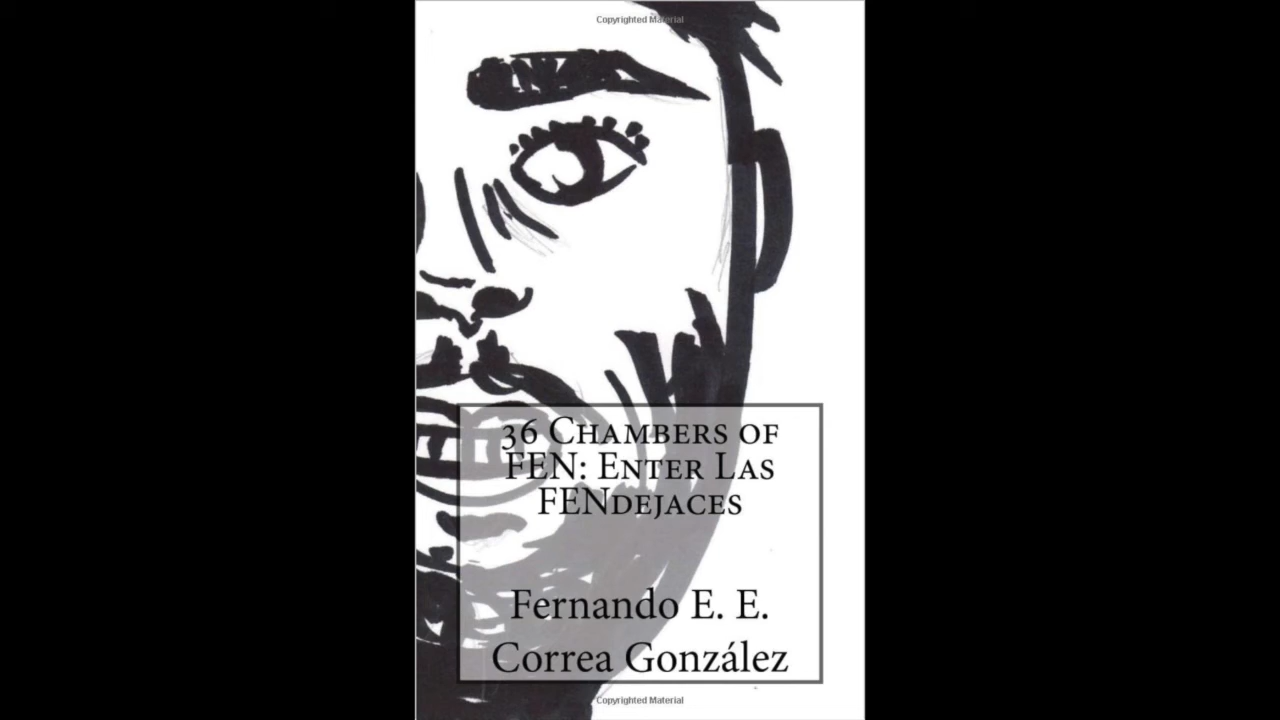 Copyrighted Material
36 Chambers of
FEN: Enter Las
FENdejaces
Fernando E. E.
Correa González
Copyrighted Material